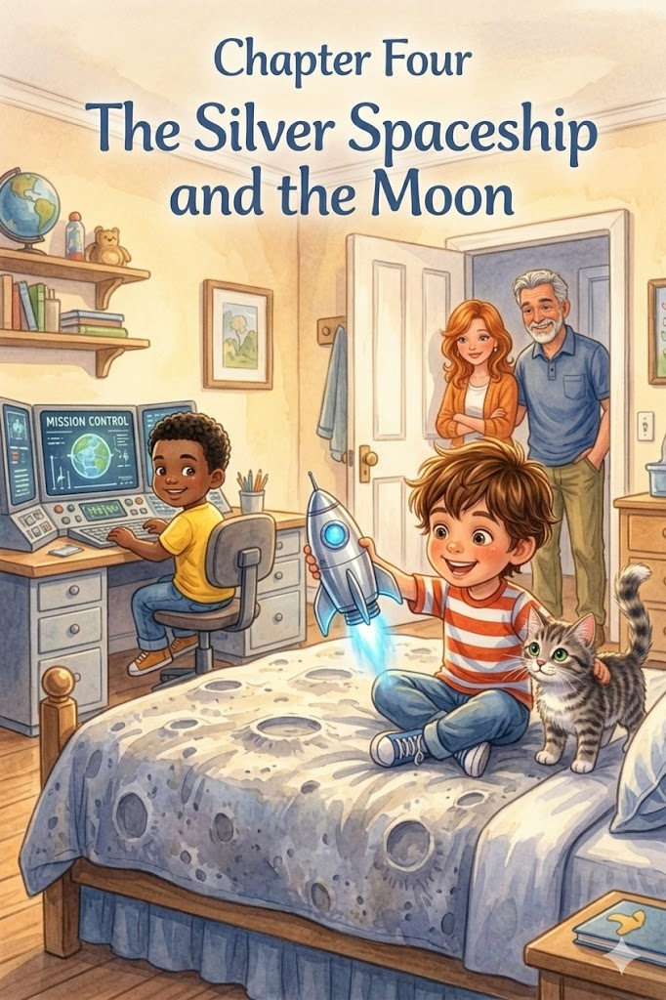 Chapter Four
The Silver Spaceship
and the Moon
MISSION CONTROL